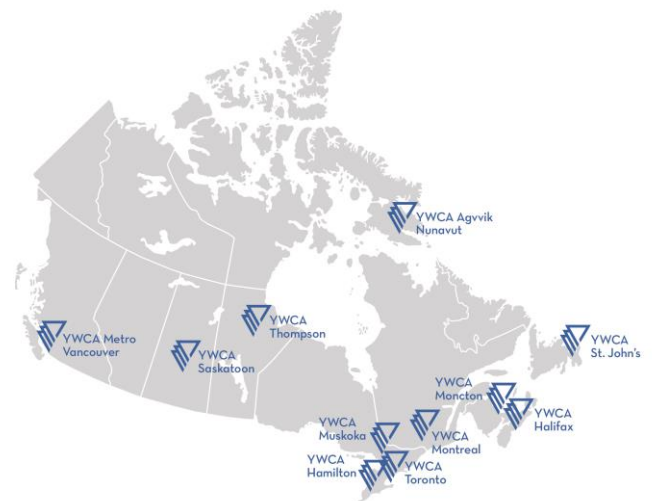 YWCA Agvvik
Nunavut
YWCA
Thompson
YWCA Metro
Vancouver
YWCA
Saskatoon
YWCA
St. John's
YWCA
Moncton
YWCA
Halifax
YWCA
Muskoka
YWCA
Montreal
YWCA
Hamilton
YWCA
Toronto